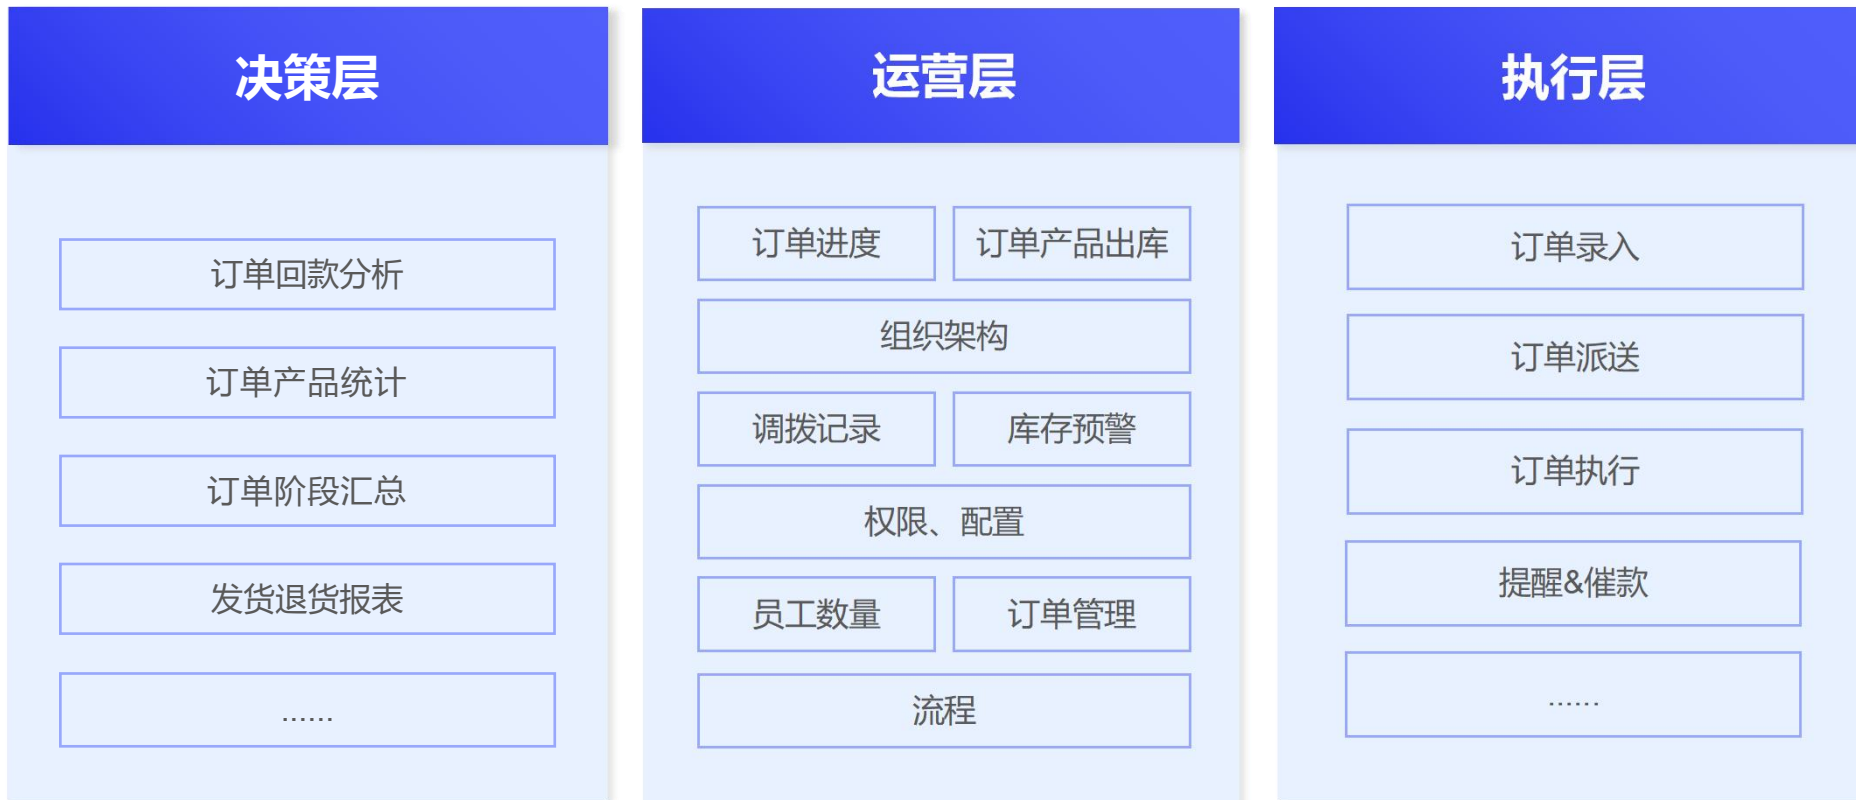 决策层
订单回款分析
订单产品统计
订单阶段汇总
发货退货报表
......
运营层
订单进度
订单产品出库
组织架构
调拨记录
库存预警
权限、配置
员工数量
订单管理
流程
执行层
订单录入
订单派送
订单执行
提醒&催款
......